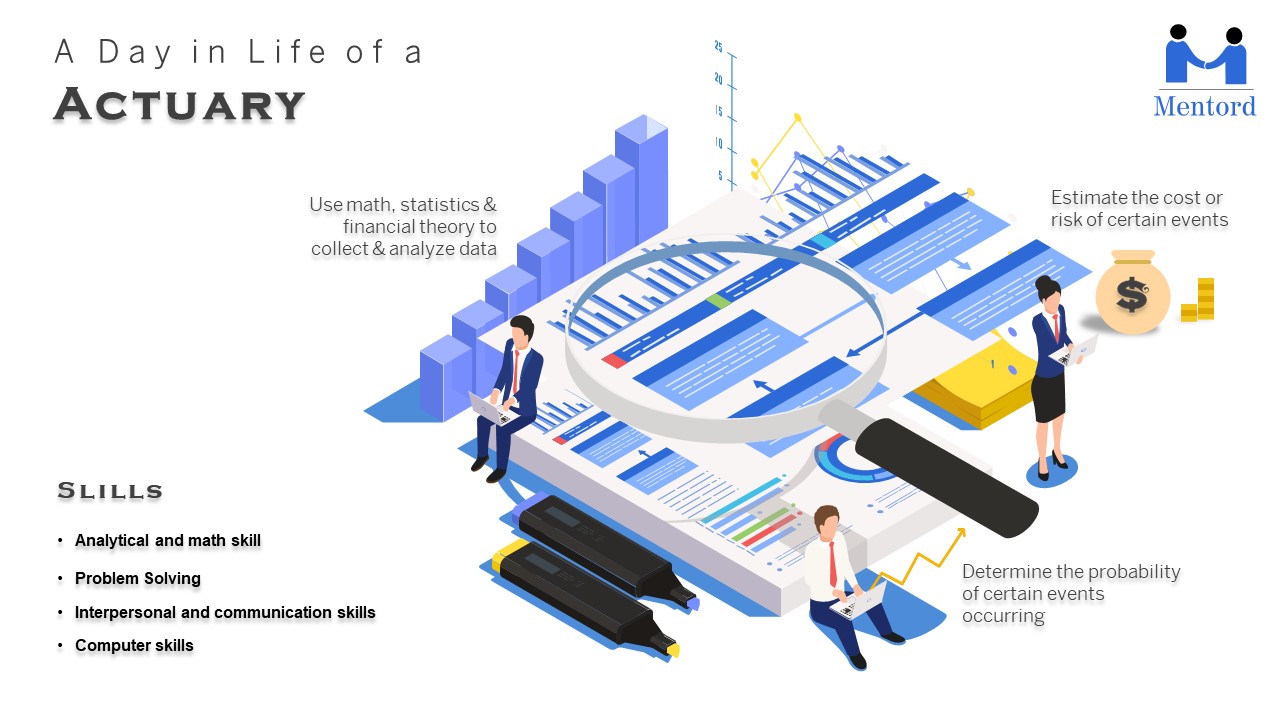 A Day in Life of a
ACTUARY
Mentord
25
20
15
10
5
Use math, statistics &
financial theory to
collect & analyze data
Estimate the cost or
risk of certain events
$
SLILLS
• Analytical and math skill
• Problem Solving
• Interpersonal and communication skills
• Computer skills
Determine the probability
of certain events
occurring